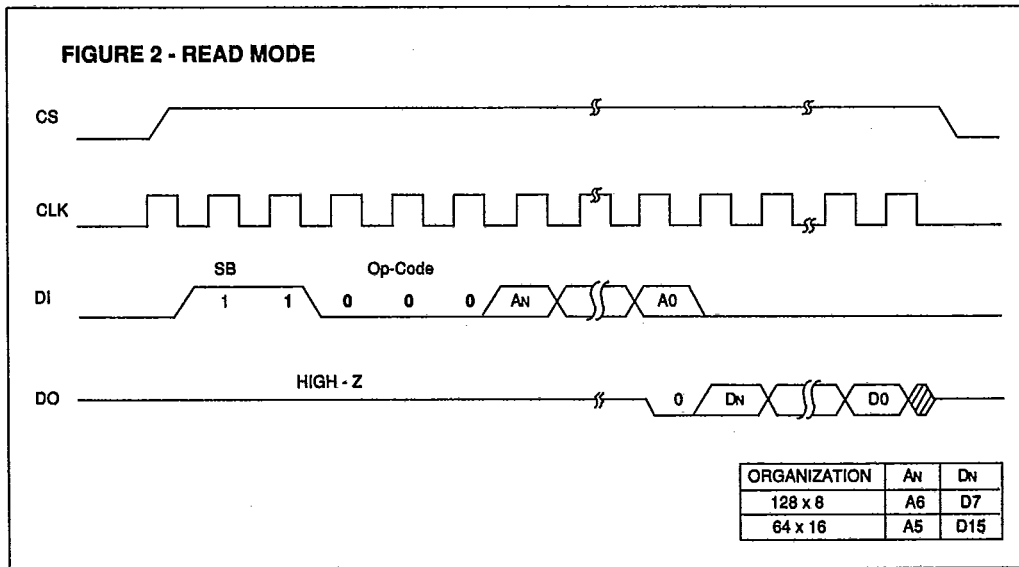 FIGURE 2 - READ MODE
CS
CLK
SB Op-Code
DI 1 1 0 0 0 AN A0
HIGH - Z
DO 0 DN D0
ORGANIZATION AN DN
128 x 8 A6 D7
64 x 16 A5 D15